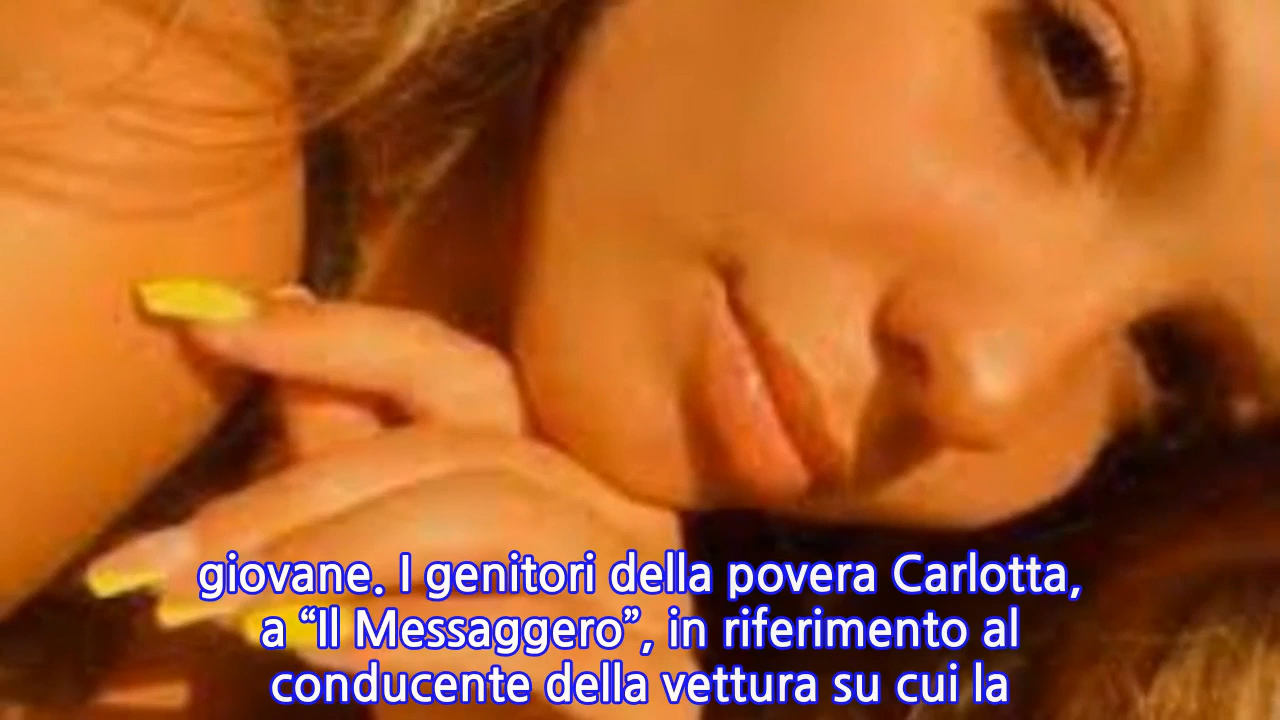 giovane. I genitori della povera Carlotta,
a “Il Messaggero”, in riferimento al
conducente della vettura su cui la